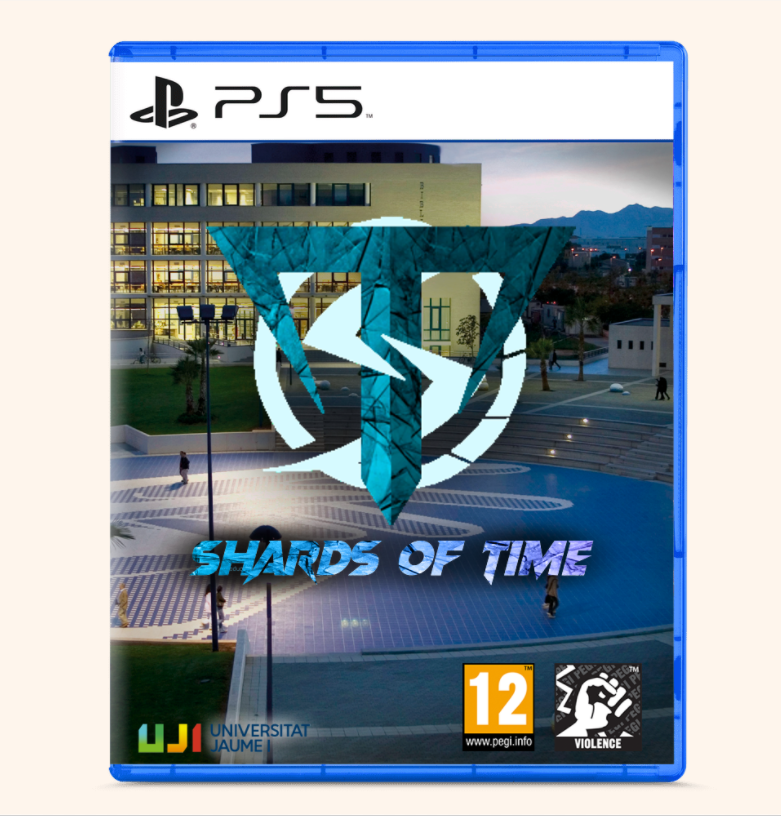 PS5
SHARDS OF TIME
12
www.pegi.info
VIOLENCE
UJI UNIVERSITAT
JAUME I